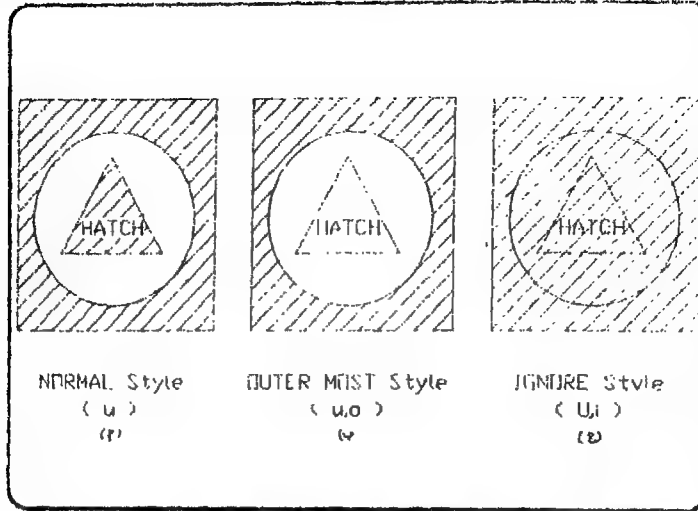 HATCH HATCH HATCH
NORMAL Style OUTER MOST Style IGNORE Style
( u ) ( u,o ) ( U,i )